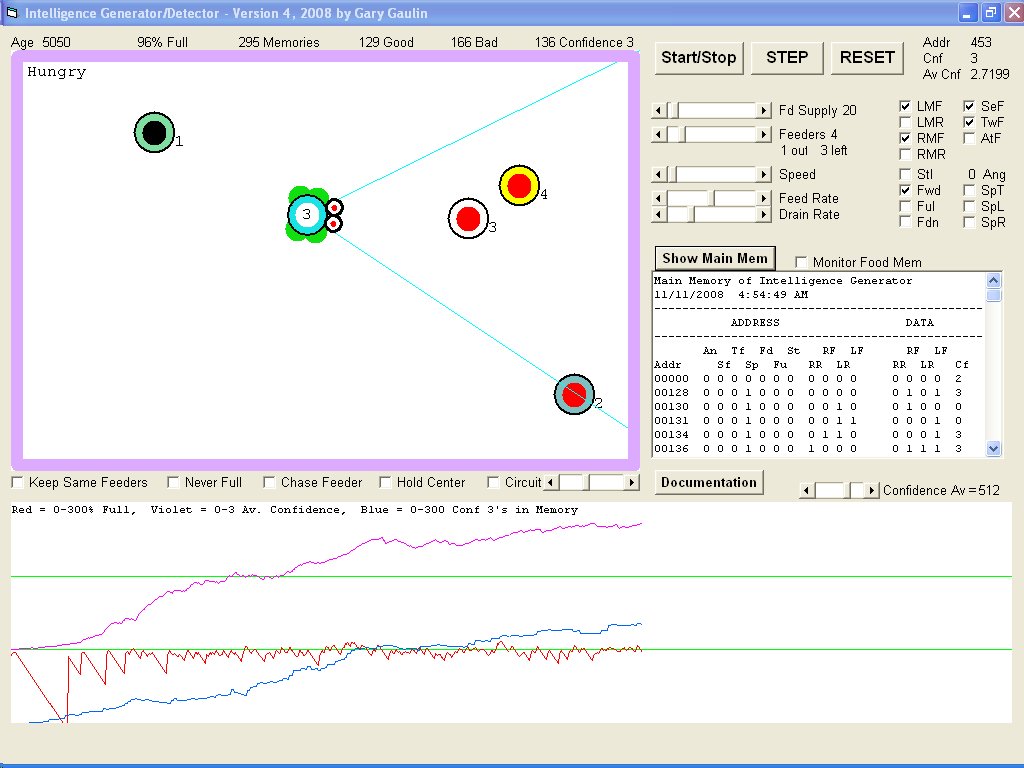 Intelligence Generator/Detector - Version 4, 2008 by Gary Gaulin
Age 5050 96% Full 295 Memories 129 Good 166 Bad 136 Confidence 3
Hungry
1
3
4
3
2
Start/Stop STEP RESET
Addr 453
Cnf 3
Av Cnf 2.7199
Fd Supply 20
Feeders 4
1 out 3 left
Speed
Feed Rate
Drain Rate
LMF SeF
LMR TwF
RMF AtF
RMR
Stl 0 Ang
Fwd SpT
Ful SpL
Fdn SpR
Show Main Mem Monitor Food Mem
Main Memory of Intelligence Generator
11/11/2008 4:54:49 AM
--------------------------------------------------
ADDRESS DATA
--------------------------------------------------
An Tf Fd St RF LF RF LF
Addr Sf Sp Fu RR LR RR LR Cf
00000 0 0 0 0 0 0 0 0 0 0 0 0 0 0 0 2
00128 0 0 0 1 0 0 0 0 0 0 0 0 1 0 1 3
00130 0 0 0 1 0 0 0 0 0 1 0 0 0 0 0 0
00131 0 0 0 1 0 0 0 0 0 1 1 0 0 0 0 0
00134 0 0 0 1 0 0 0 0 1 1 0 0 1 1 0 3
00136 0 0 0 1 0 0 0 1 0 0 0 0 1 1 1 3
Keep Same Feeders Never Full Chase Feeder Hold Center Circuit
Documentation
Confidence Av =512
Red = 0-300% Full, Violet = 0-3 Av. Confidence, Blue = 0-300 Conf 3's in Memory